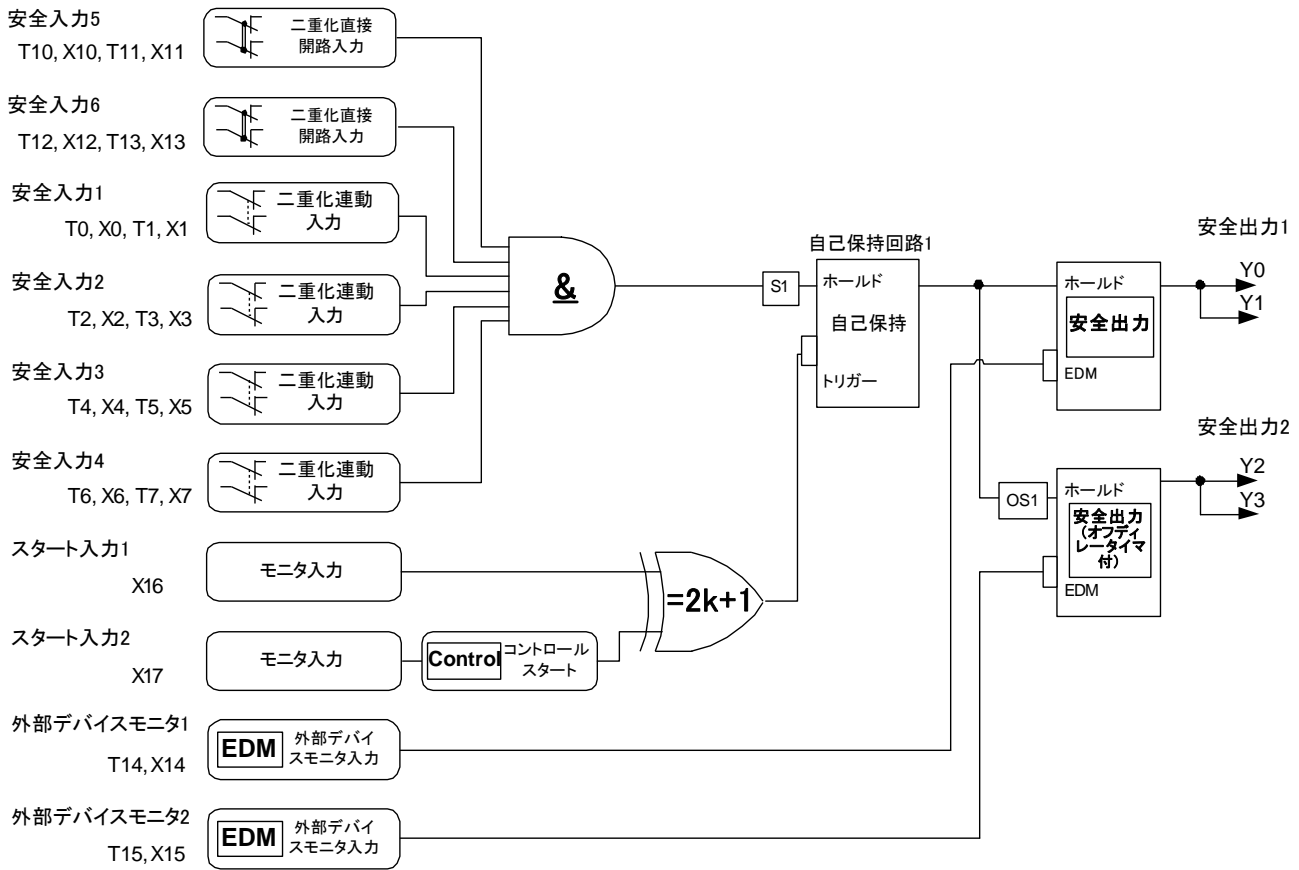 安全入力5
T10, X10, T11, X11
二重化直接
開路入力
安全入力6
T12, X12, T13, X13
二重化直接
開路入力
安全入力1
T0, X0, T1, X1
二重化連動
入力
安全入力2
T2, X2, T3, X3
二重化連動
入力
安全入力3
T4, X4, T5, X5
二重化連動
入力
安全入力4
T6, X6, T7, X7
二重化連動
入力
スタート入力1
X16
モニタ入力
スタート入力2
X17
モニタ入力
Control
コントロール
スタート
外部デバイスモニタ1
T14, X14
EDM
外部デバイ
スモニタ入力
外部デバイスモニタ2
T15, X15
EDM
外部デバイ
スモニタ入力
&
=2k+1
S1
自己保持回路1
ホールド
自己保持
トリガー
安全出力1
ホールド
安全出力
EDM
Y0
Y1
安全出力2
OS1
ホールド
安全出力
(オフディ
レータイマ
付)
EDM
Y2
Y3